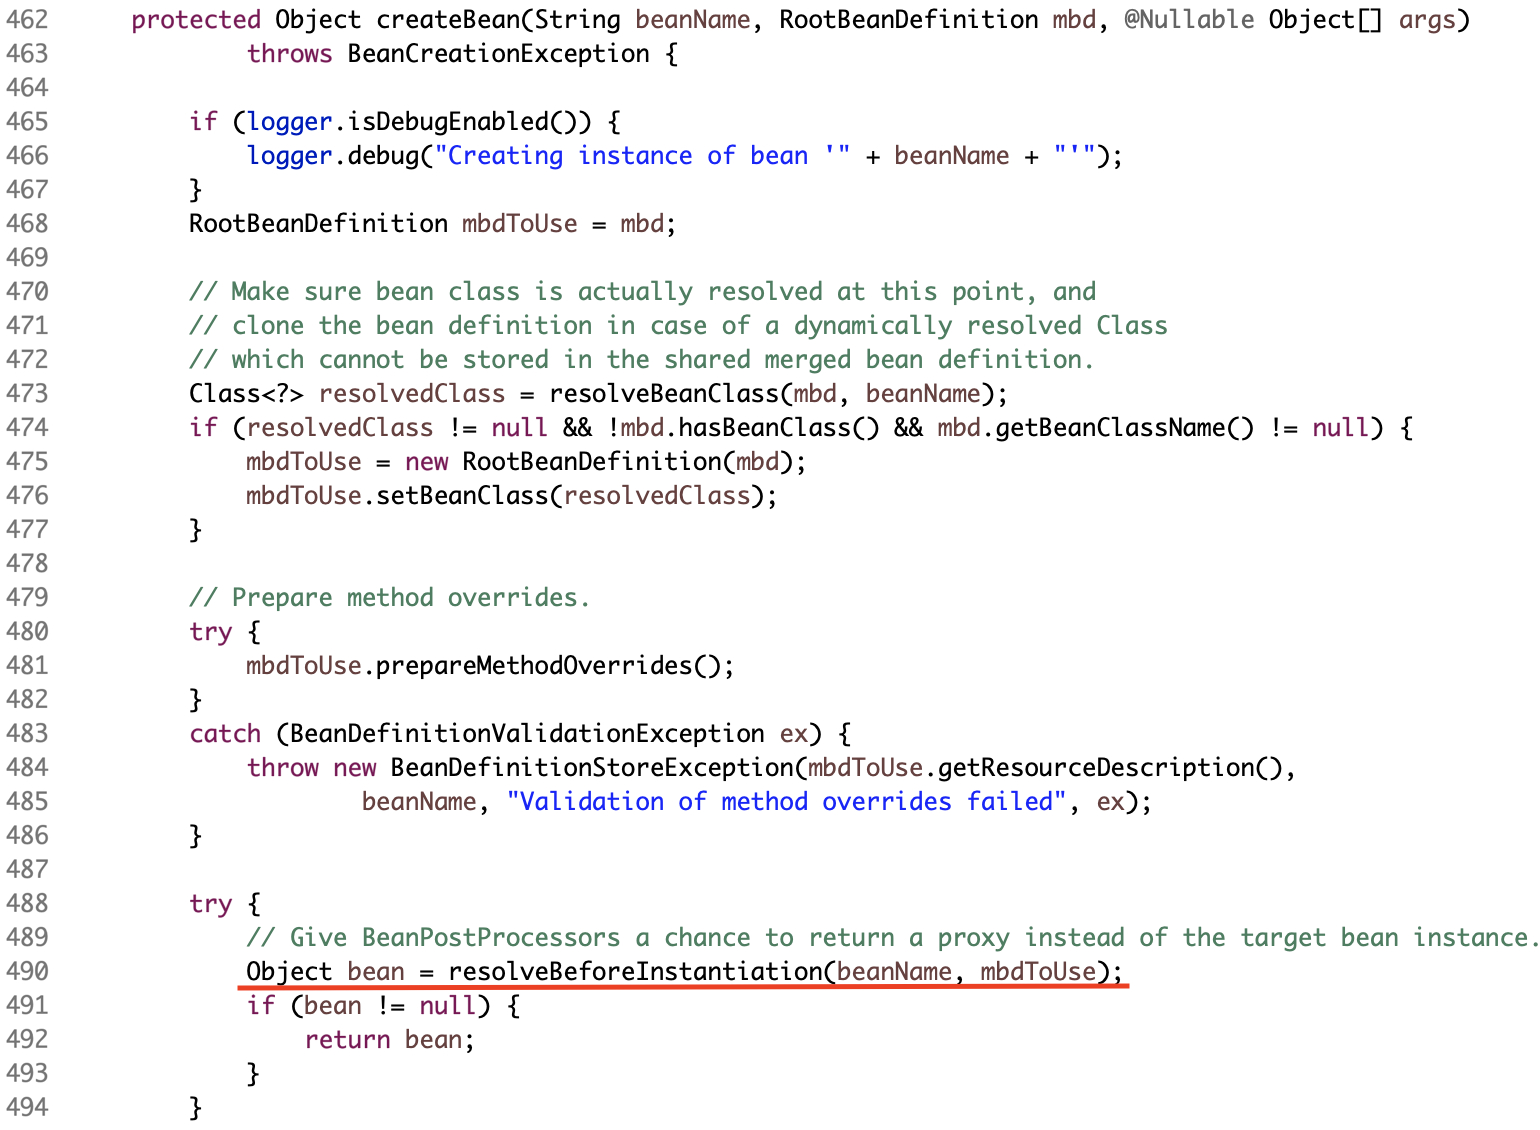 462 protected Object createBean(String beanName, RootBeanDefinition mbd, @Nullable Object[] args)
463 throws BeanCreationException {
464
465 if (logger.isDebugEnabled()) {
466 logger.debug("Creating instance of bean '" + beanName + "'");
467 }
468 RootBeanDefinition mbdToUse = mbd;
469
470 // Make sure bean class is actually resolved at this point, and
471 // clone the bean definition in case of a dynamically resolved Class
472 // which cannot be stored in the shared merged bean definition.
473 Class<?> resolvedClass = resolveBeanClass(mbd, beanName);
474 if (resolvedClass != null && !mbd.hasBeanClass() && mbd.getBeanClassName() != null) {
475 mbdToUse = new RootBeanDefinition(mbd);
476 mbdToUse.setBeanClass(resolvedClass);
477 }
478
479 // Prepare method overrides.
480 try {
481 mbdToUse.prepareMethodOverrides();
482 }
483 catch (BeanDefinitionValidationException ex) {
484 throw new BeanDefinitionStoreException(mbdToUse.getResourceDescription(),
485 beanName, "Validation of method overrides failed", ex);
486 }
487
488 try {
489 // Give BeanPostProcessors a chance to return a proxy instead of the target bean instance.
490 Object bean = resolveBeforeInstantiation(beanName, mbdToUse);
491 if (bean != null) {
492 return bean;
493 }
494 }